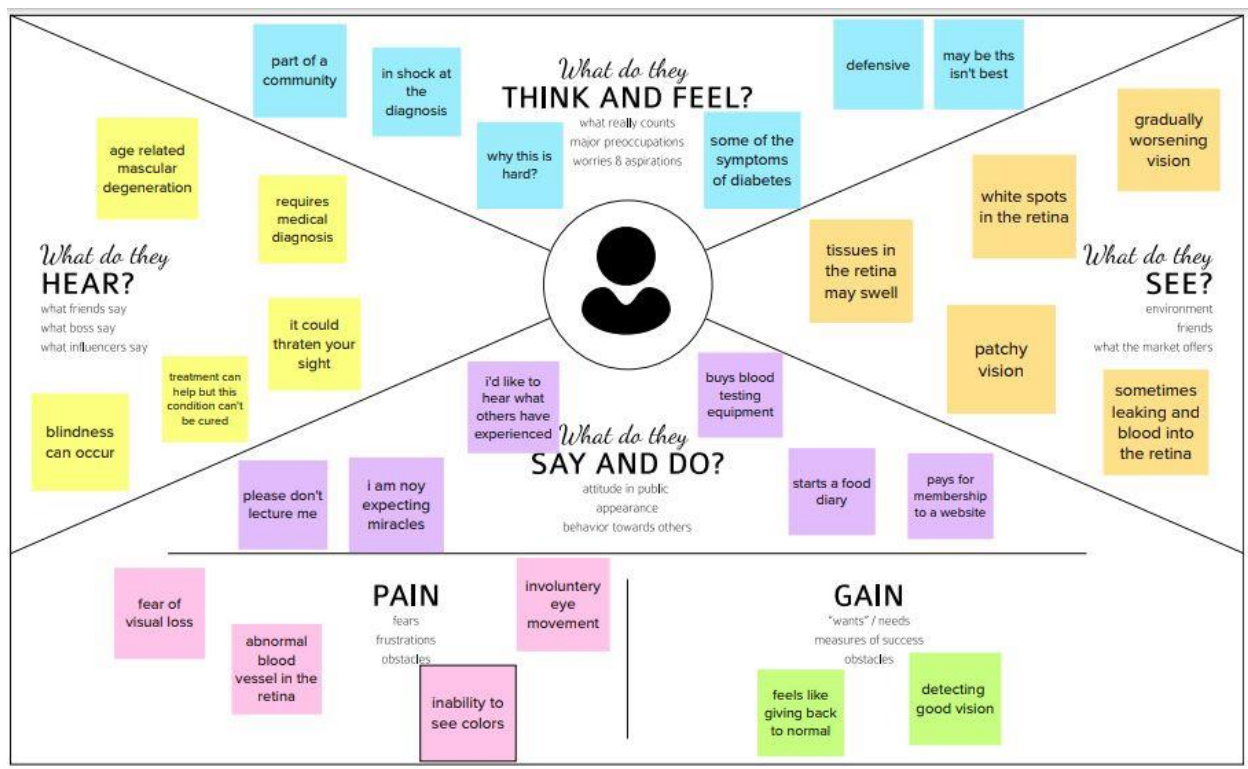 part of a
community
in shock at
the
diagnosis
What do they
THINK AND FEEL?
what really counts
major preoccupations
worries & aspirations
why this is
hard?
some of the
symptoms
of diabetes
defensive
may be ths
isn't best
age related
mascular
degeneration
requires
medical
diagnosis
What do they
HEAR?
what friends say
what boss say
what influencers say
it could
thraten your
sight
treatment can
help but this
condition can't
be cured
blindness
can occur
gradually
worsening
vision
white spots
in the retina
tissues in
the retina
may swell
What do they
SEE?
environment
friends
what the market offers
patchy
vision
sometimes
leaking and
blood into
the retina
i'd like to
hear what
others have
experienced
buys blood
testing
equipment
What do they
SAY AND DO?
attitude in public
appearance
behavior towards others
please don't
lecture me
i am noy
expecting
miracles
starts a food
diary
pays for
membership
to a website
PAIN
fears
frustrations
obstacles
fear of
visual loss
abnormal
blood
vessel in the
retina
involuntery
eye
movement
inability to
see colors
GAIN
"wants" / needs
measures of success
obstacles
feels like
giving back
to normal
detecting
good vision